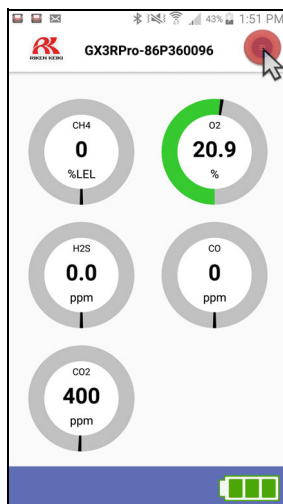 43% 1:51 PM
RIKEN KEIKI
GX3RPro-86P360096
CH4
0
%LEL
O2
20.9
%
H2S
0.0
ppm
CO
0
ppm
CO2
400
ppm